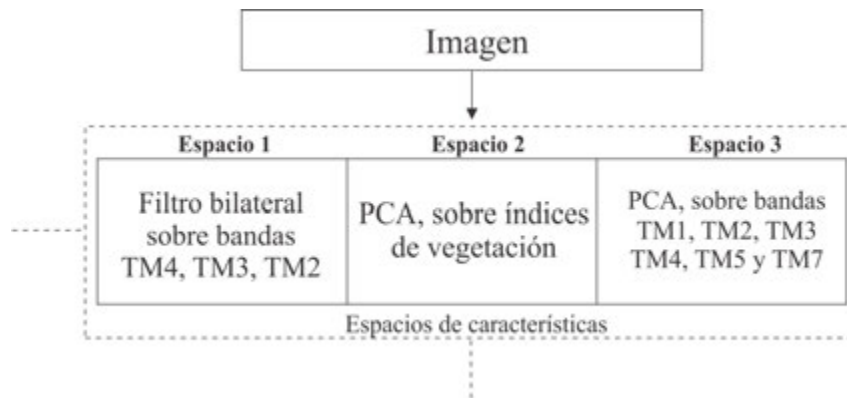 Imagen
Espacio 1
Espacio 2
Espacio 3
Filtro bilateral
sobre bandas
TM4, TM3, TM2
PCA, sobre índices
de vegetación
PCA, sobre bandas
TM1, TM2, TM3
TM4, TM5 y TM7
Espacios de características